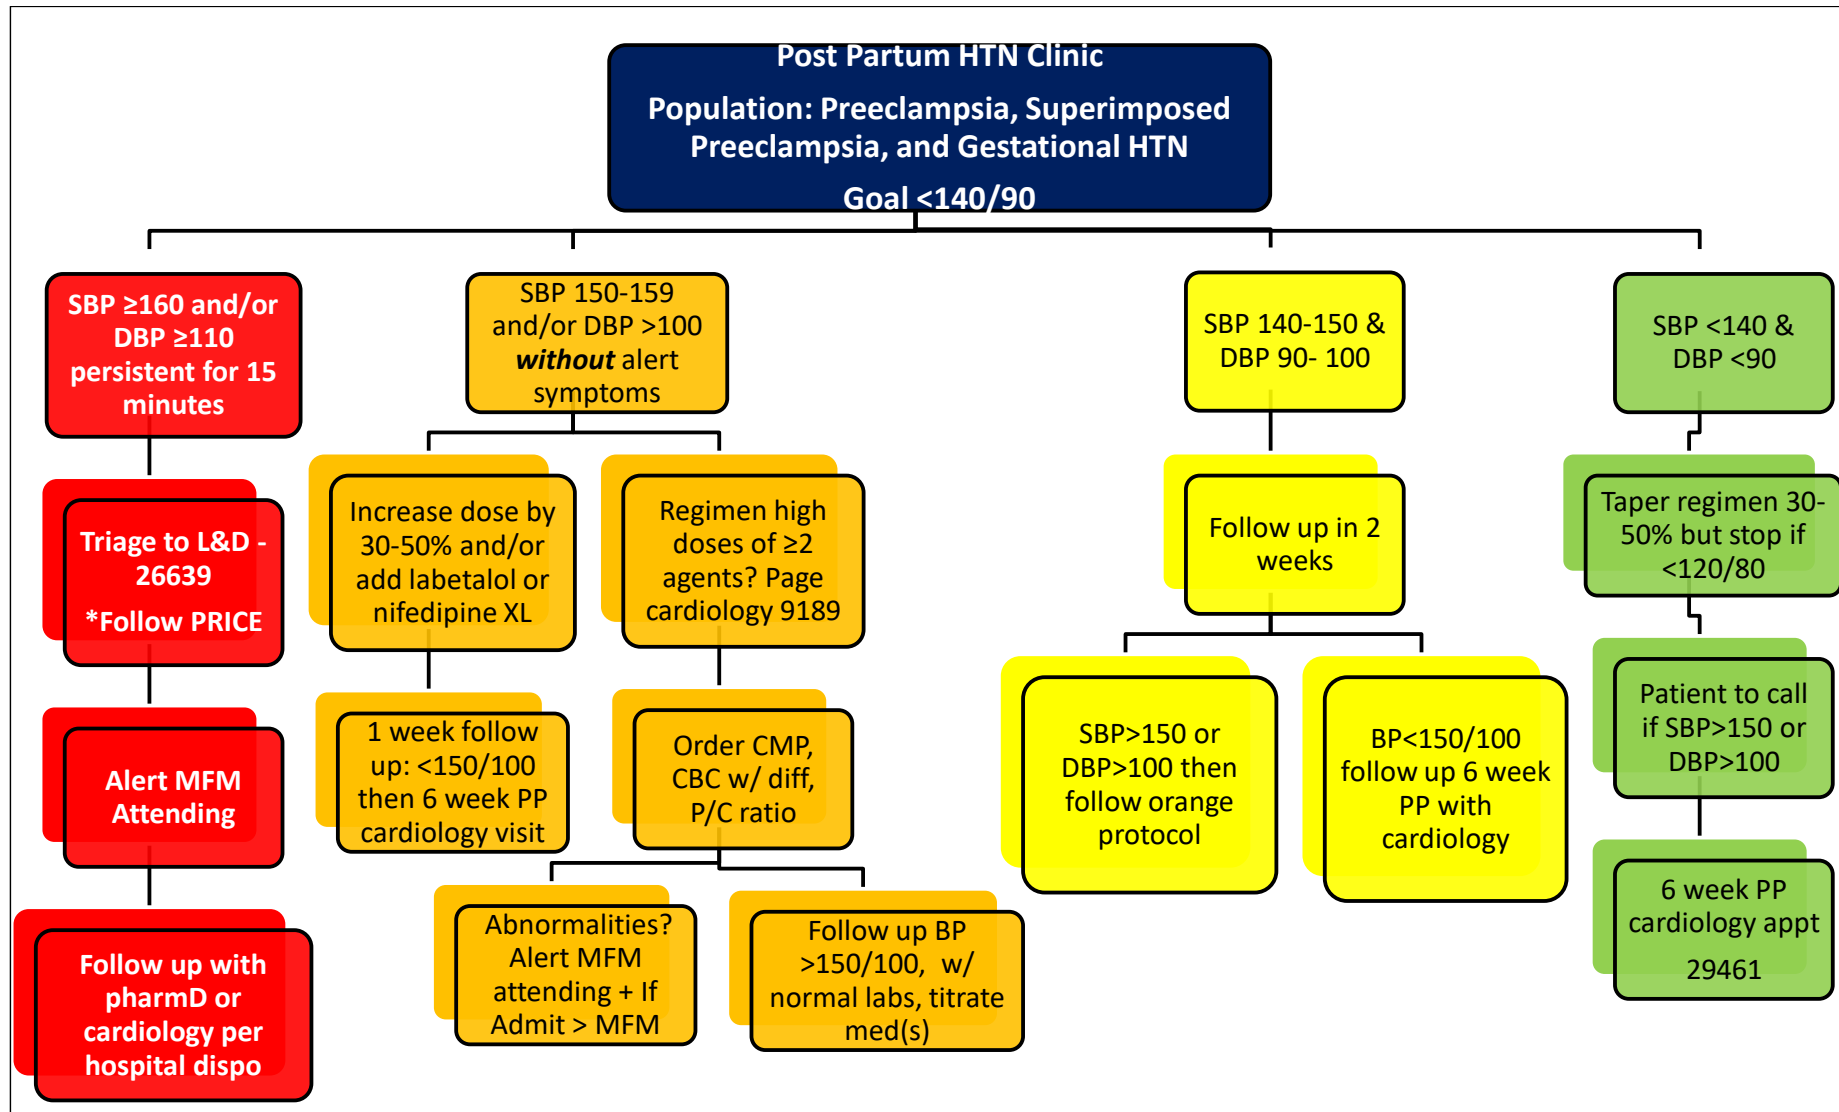 Post Partum HTN Clinic
Population: Preeclampsia, Superimposed
Preeclampsia, and Gestational HTN
Goal <140/90
SBP ≥160 and/or
DBP ≥110
persistent for 15
minutes
Triage to L&D -
26639
*Follow PRICE
Alert MFM
Attending
Follow up with
pharmD or
cardiology per
hospital dispo
SBP 150-159
and/or DBP >100
without alert
symptoms
Increase dose by
30-50% and/or
add labetalol or
nifedipine XL
1 week follow
up: <150/100
then 6 week PP
cardiology visit
Regimen high
doses of ≥2
agents? Page
cardiology 9189
Order CMP,
CBC w/ diff,
P/C ratio
Abnormalities?
Alert MFM
attending + If
Admit > MFM
Follow up BP
>150/100, w/
normal labs, titrate
med(s)
SBP 140-150 &
DBP 90- 100
Follow up in 2
weeks
SBP>150 or
DBP>100 then
follow orange
protocol
BP<150/100
follow up 6 week
PP with
cardiology
SBP <140 &
DBP <90
Taper regimen 30-
50% but stop if
<120/80
Patient to call
if SBP>150 or
DBP>100
6 week PP
cardiology appt
29461